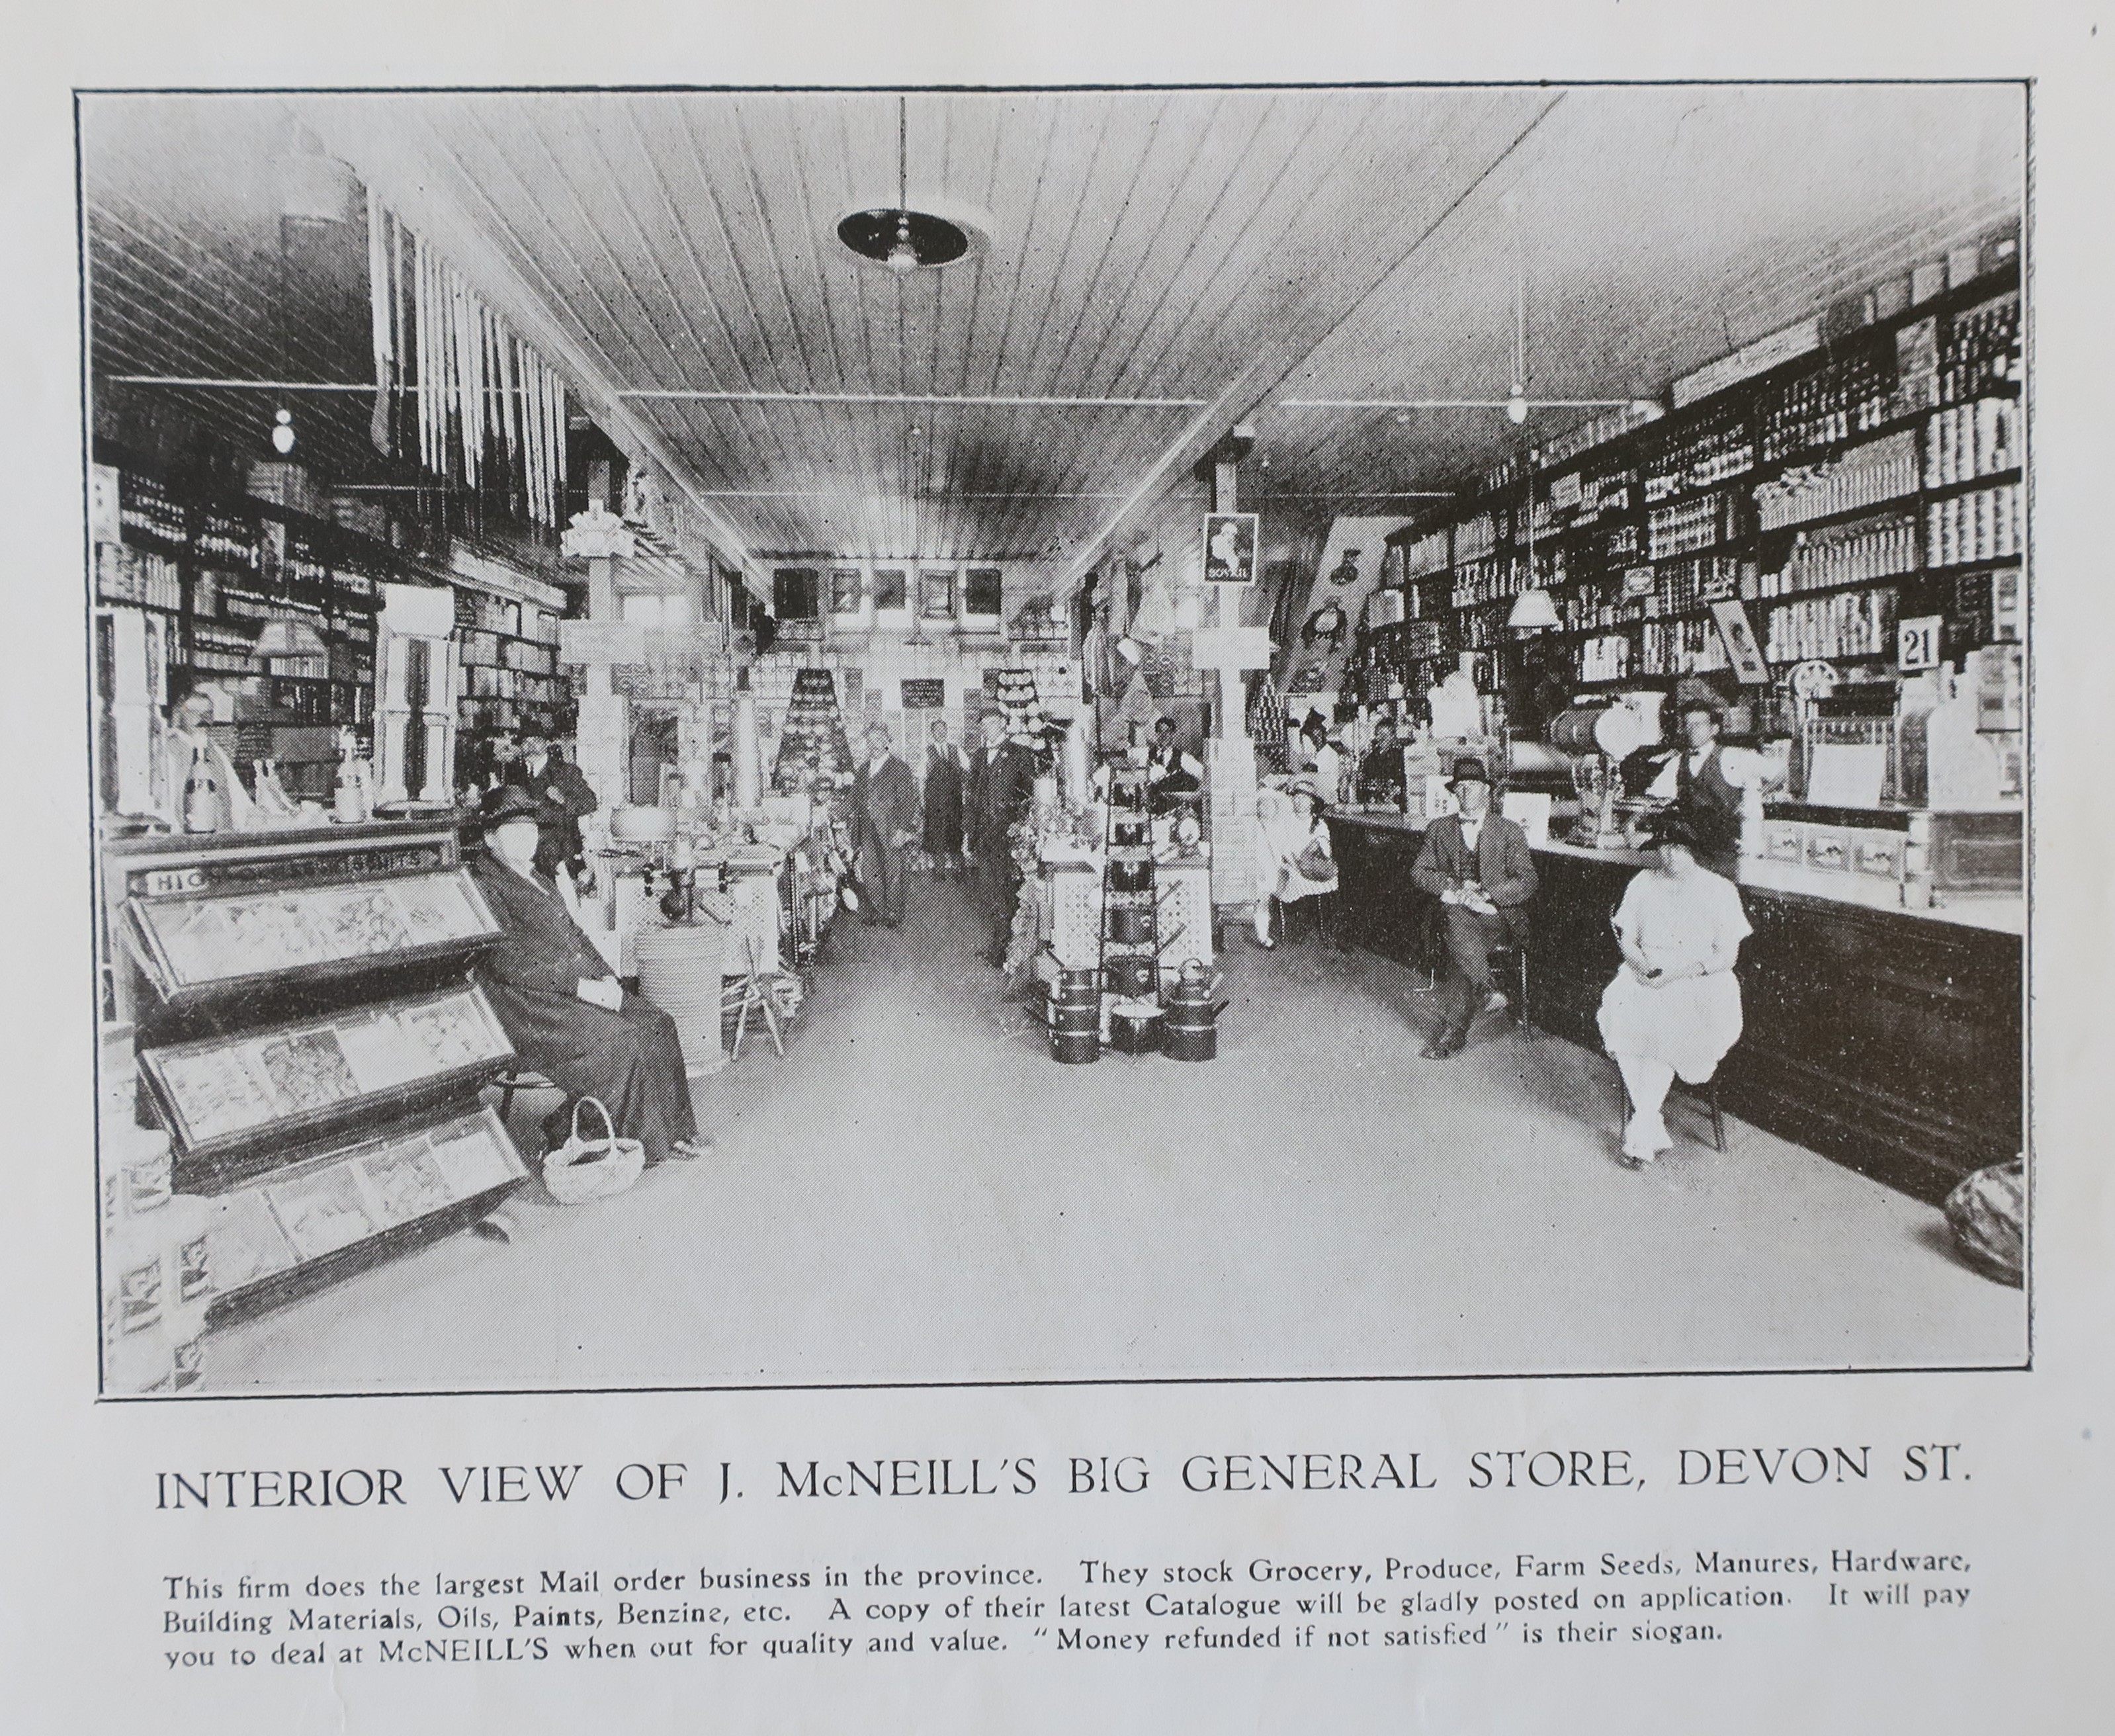 BOVRIL
21
HIGH
INTERIOR VIEW OF J. McNEILL'S BIG GENERAL STORE, DEVON ST.
This firm does the largest Mail order business in the province. They stock Grocery, Produce, Farm Seeds, Manures, Hardware,
Building Materials, Oils, Paints, Benzine, etc. A copy of their latest Catalogue will be gladly posted on application. It will pay
you to deal at McNEILL'S when out for quality and value. "Money refunded if not satisfied" is their siogan.